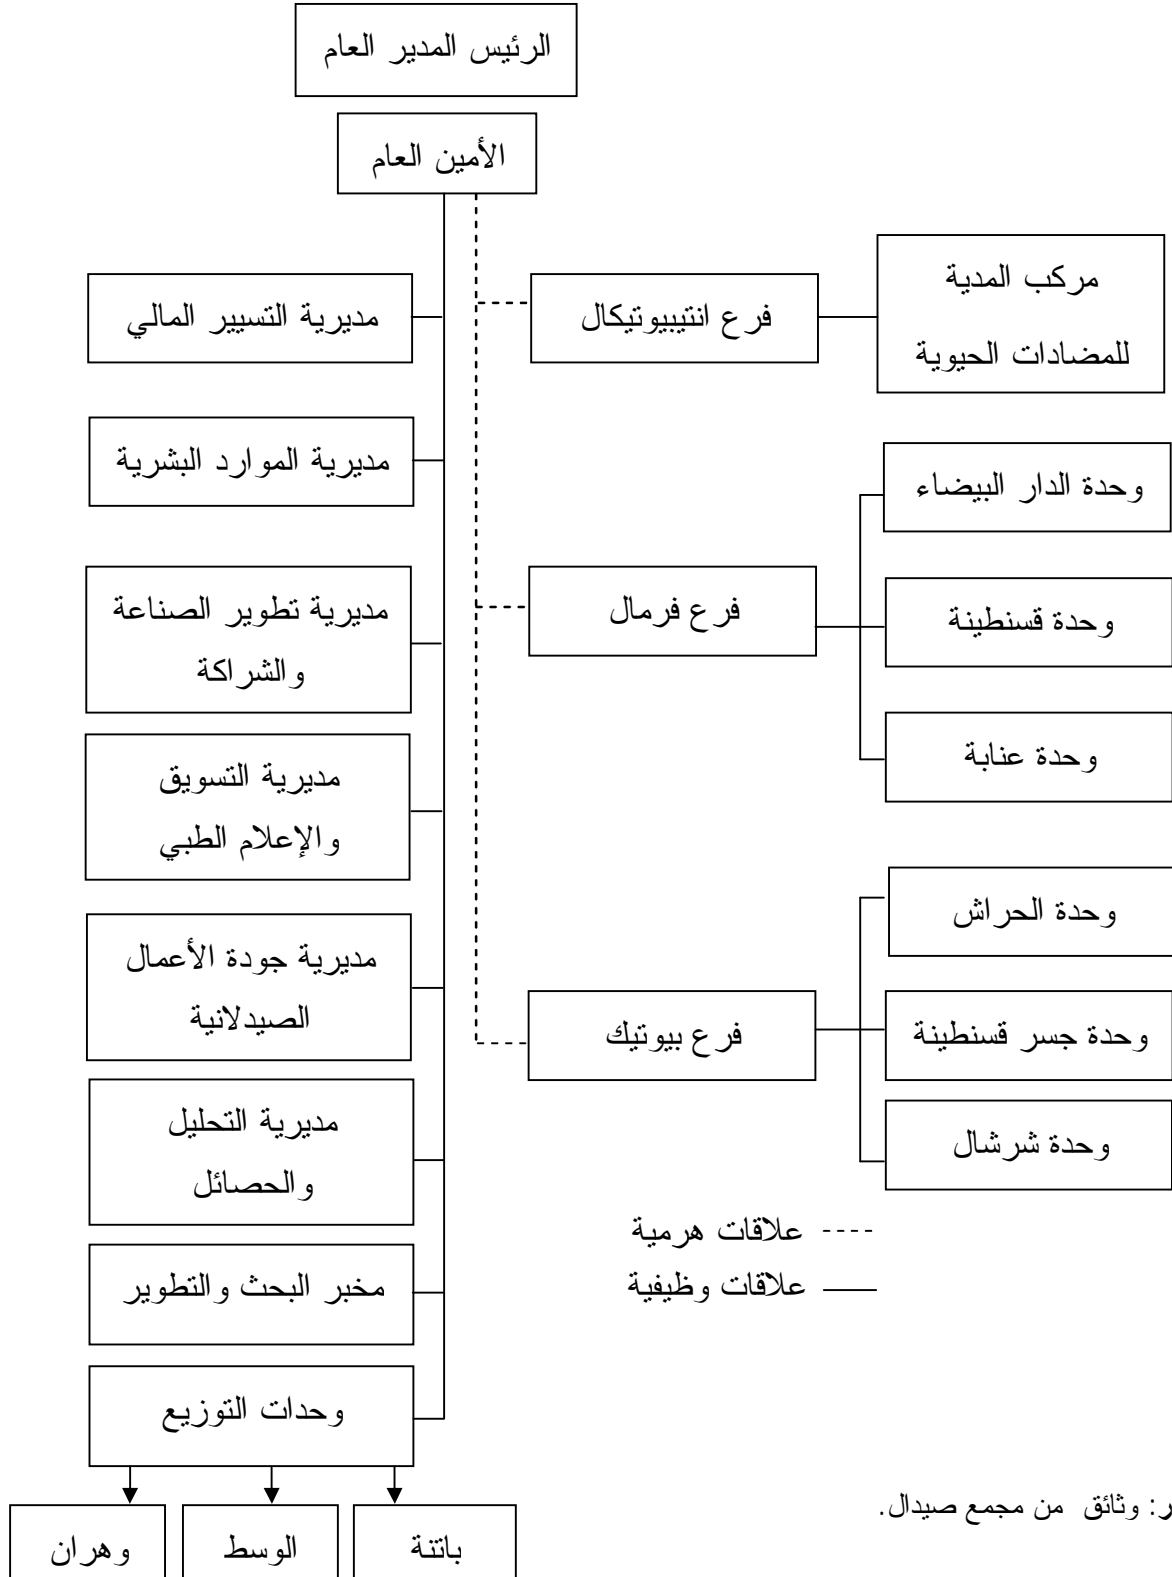 الرئيس المدير العام
الأمين العام
مركب المدية
للمضادات الحيوية
فرع انتيبيوتيكال
مديرية التسيير المالي
وحدة الدار البيضاء
مديرية الموارد البشرية
وحدة قسنطينة
فرع فرمال
مديرية تطوير الصناعة
والشراكة
وحدة عنابة
مديرية التسويق
والإعلام الطبي
وحدة الحراش
مديرية جودة الأعمال
الصيدلانية
وحدة جسر قسنطينة
فرع بيوتيك
وحدة شرشال
مديرية التحليل
والحصائل
علاقات هرمية
علاقات وظيفية
مخبر البحث والتطوير
وحدات التوزيع
ر: وثائق من مجمع صيدال.
باتنة
الوسط
وهران